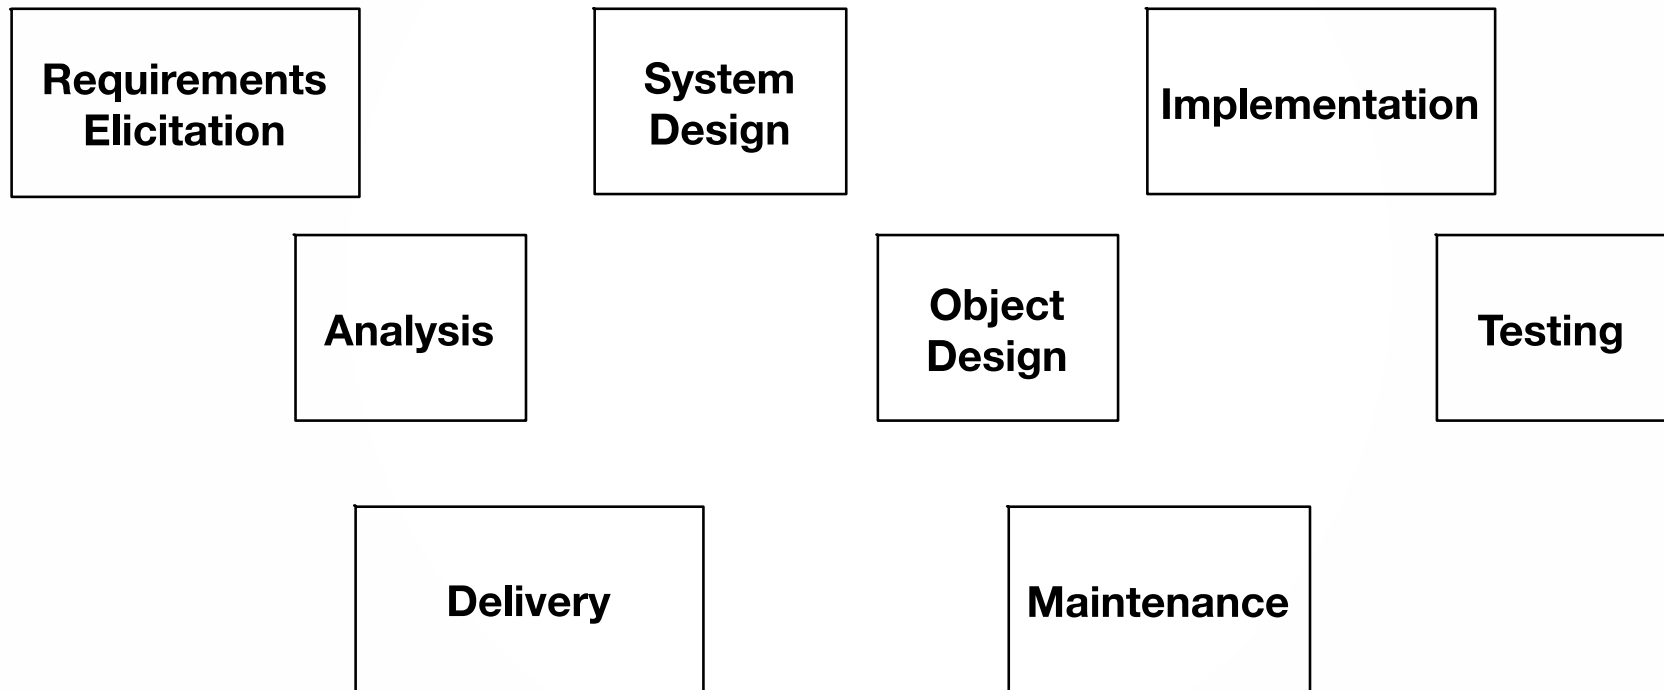 Requirements
Elicitation
System
Design
Implementation
Analysis
Object
Design
Testing
Delivery
Maintenance